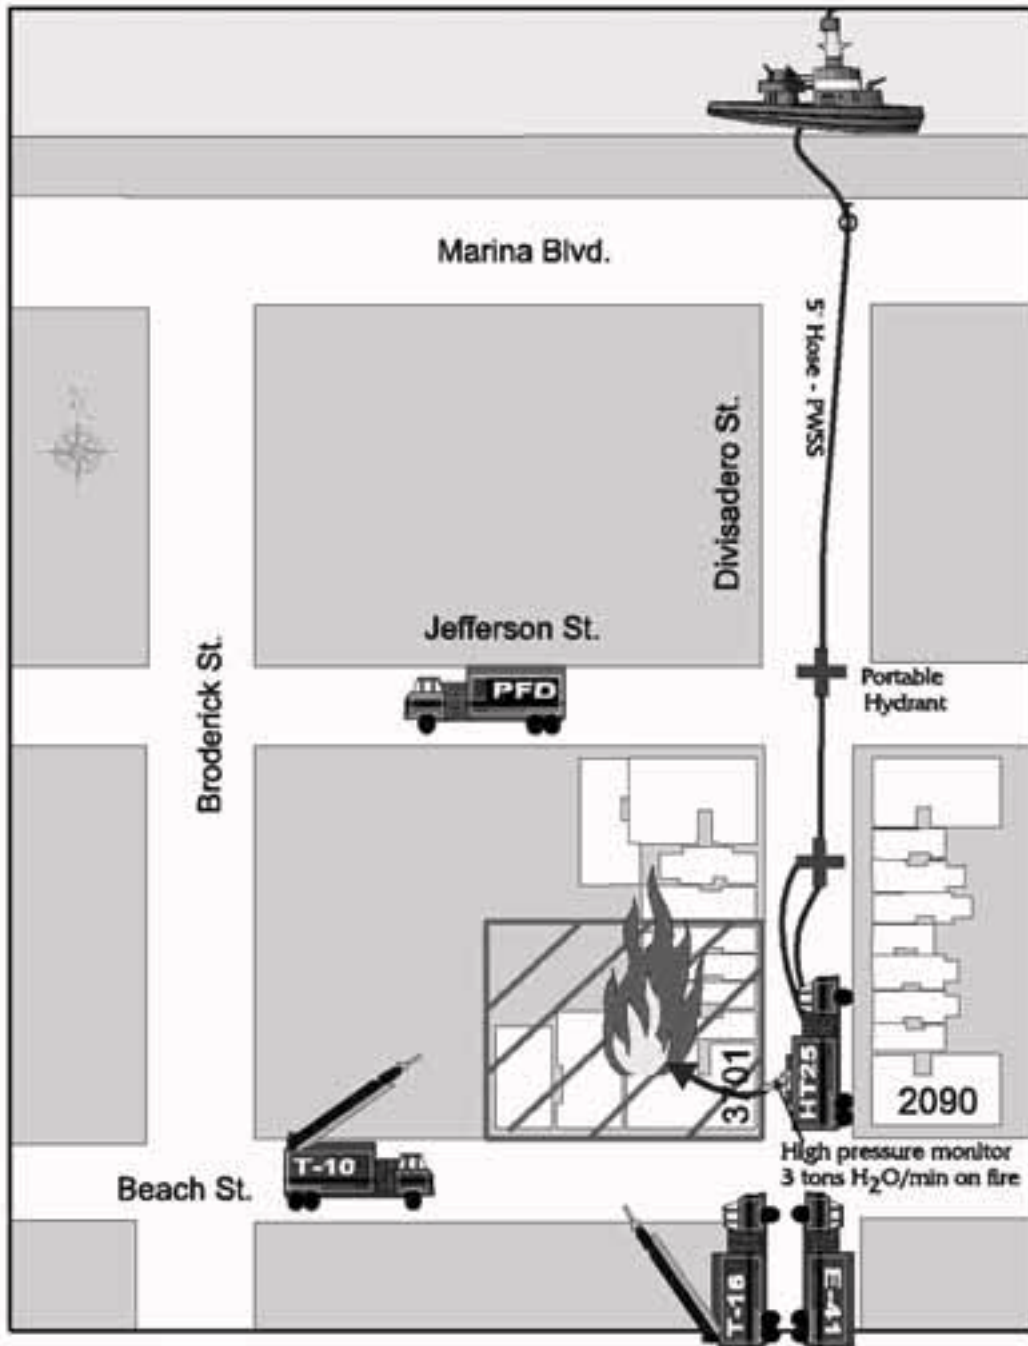 Marina Blvd.
5" Hose - PWSS
Divisadero St.
Jefferson St.
Broderick St.
PFD
Portable
Hydrant
HT25
3701
2090
High pressure monitor
3 tons H₂O/min on fire
T-10
Beach St.
T-16